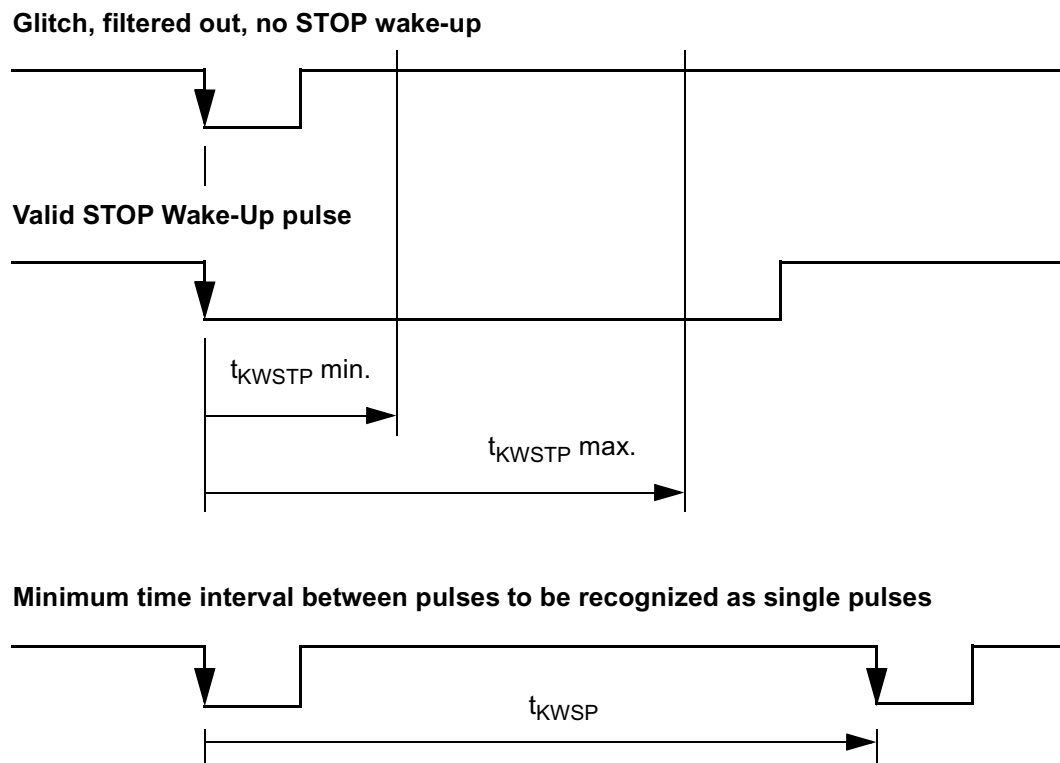 Glitch, filtered out, no STOP wake-up
Valid STOP Wake-Up pulse
tKWSTP min.
tKWSTP max.
Minimum time interval between pulses to be recognized as single pulses
tKWSP